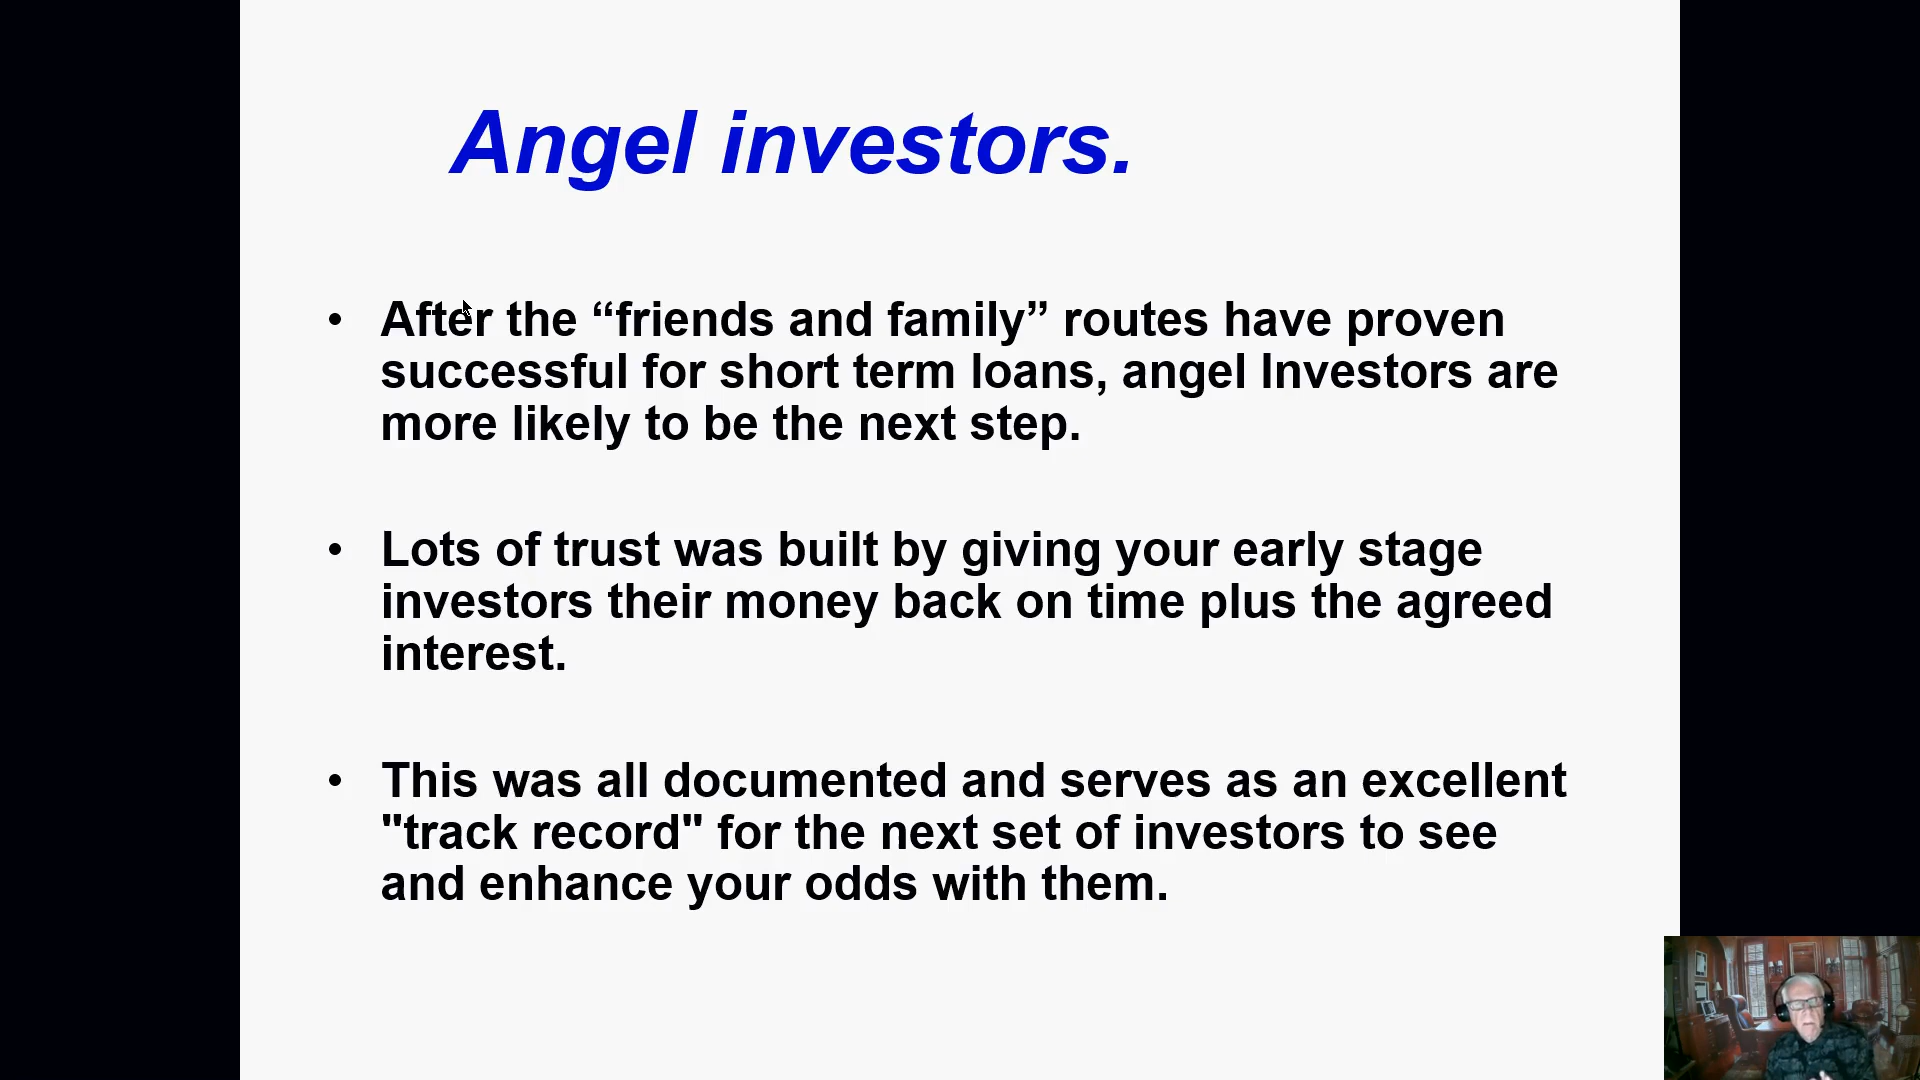 Angel investors.
• After the “friends and family” routes have proven
successful for short term loans, angel Investors are
more likely to be the next step.
• Lots of trust was built by giving your early stage
investors their money back on time plus the agreed
interest.
• This was all documented and serves as an excellent
"track record" for the next set of investors to see
and enhance your odds with them.